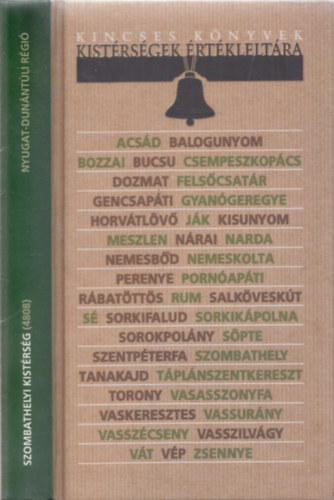 KINCSES KÖNYVEK
KISTÉRSÉGEK ÉRTÉKLELTÁRA
ACSÁD BALOGUNYOM
BOZZAI BUCSU CSEMPESZKOPÁCS
DOZMAT FELSŐCSATÁR
GENCSAPÁTI GYANÓGEREGYE
HORVÁTLÖVŐ JÁK KISUNYOM
MESZLEN NÁRAI NARDA
NEMESBŐD NEMESKOLTA
PERENYE PORNÓAPÁTI
RÁBATÖTTÖS RUM SALKÖVESKÚT
SÉ SORKIFALUD SORKIKÁPOLNA
SOROKPOLÁNY SÖPTE
SZENTPÉTERFA SZOMBATHELY
TANAKAJD TÁPLÁNSZENTKERESZT
TORONY VASASSZONYFA
VASKERESZTES VASSURÁNY
VASSZÉCSENY VASSZILVÁGY
VÁT VÉP ZSENNYE
NYUGAT-DUNÁNTÚLI RÉGIÓ
SZOMBATHELYI KISTÉRSÉG (4808)